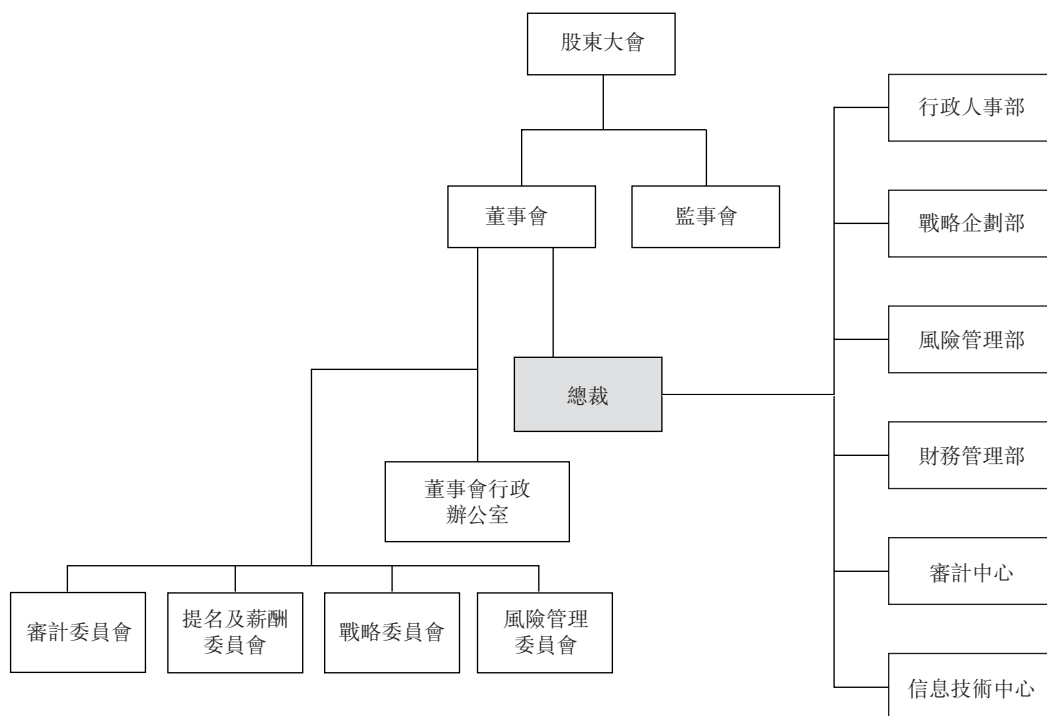 股東大會
董事會
監事會
總裁
董事會行政
辦公室
審計委員會
提名及薪酬
委員會
戰略委員會
風險管理
委員會
行政人事部
戰略企劃部
風險管理部
財務管理部
審計中心
信息技術中心